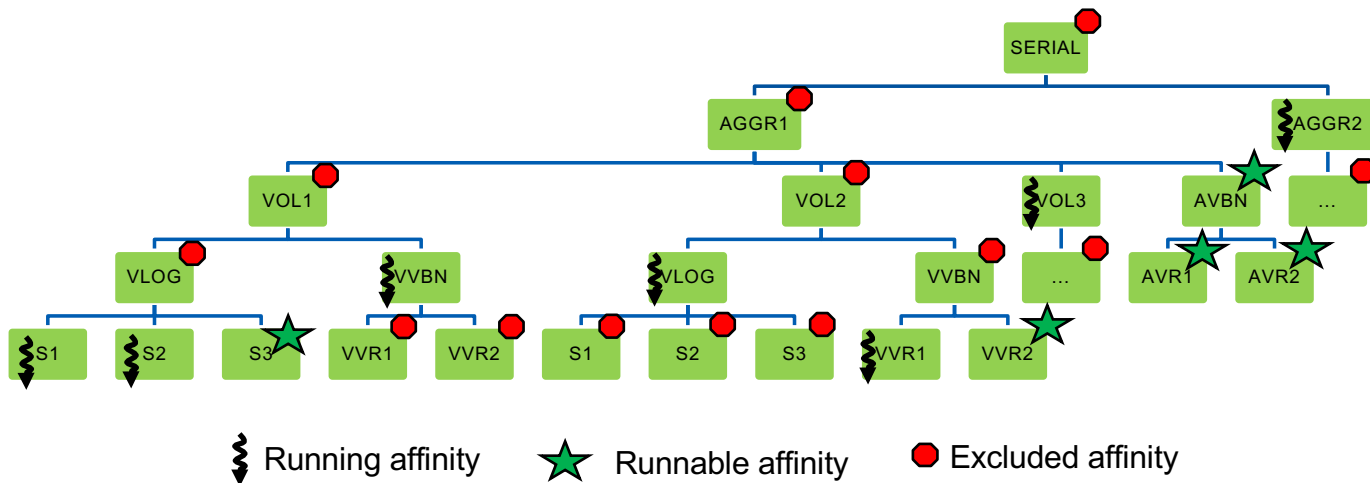 SERIAL
AGGR1
AGGR2
VOL1
VOL2
VOL3
AVBN
...
VLOG
VVBN
VLOG
VVBN
...
AVR1
AVR2
S1
S2
S3
VVR1
VVR2
S1
S2
S3
VVR1
VVR2
Running affinity
Runnable affinity
Excluded affinity